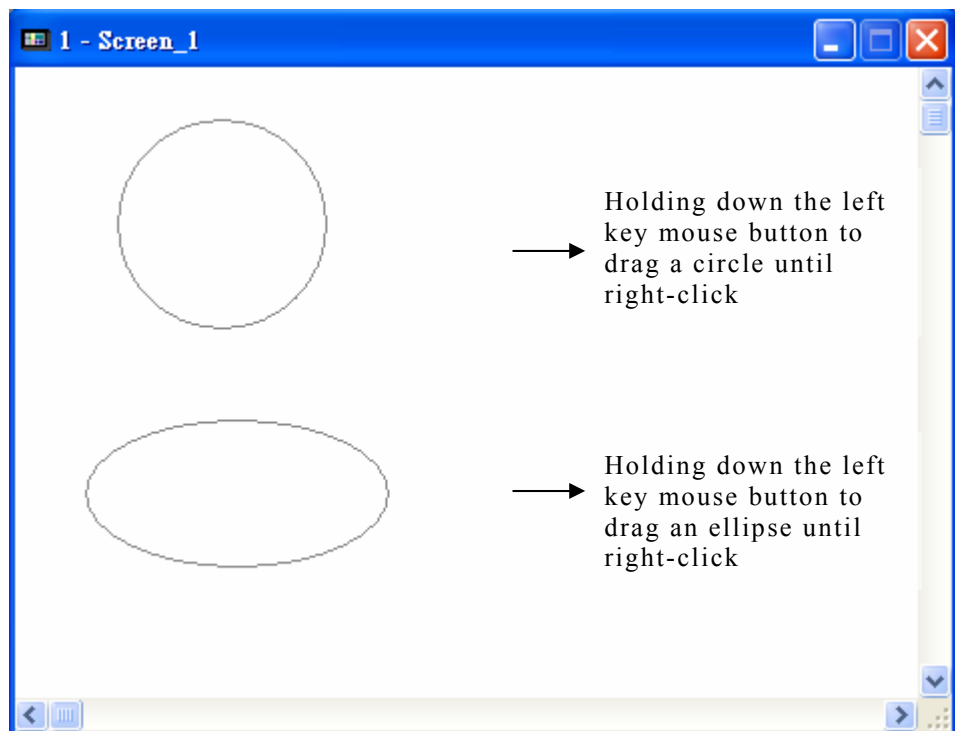 1 - Screen_1
Holding down the left
key mouse button to
drag a circle until
right-click
Holding down the left
key mouse button to
drag an ellipse until
right-click